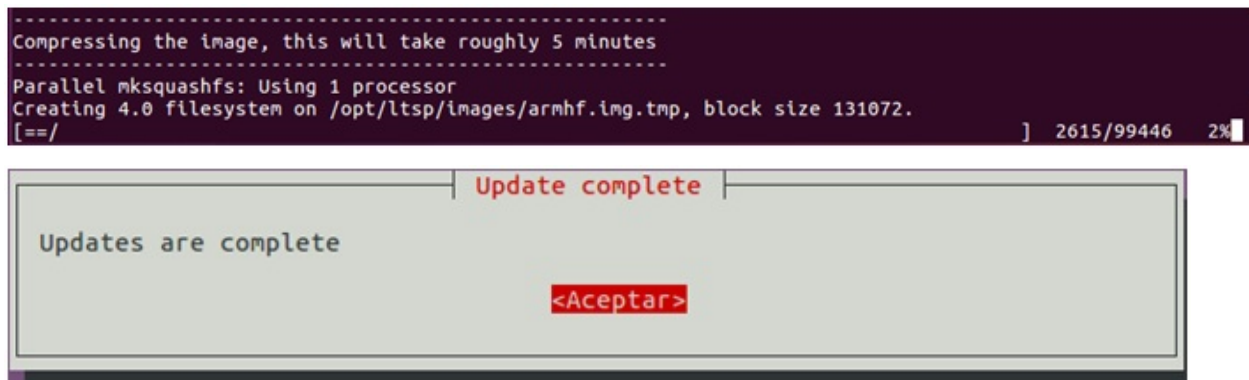 ---------------------------------------------------------
Compressing the image, this will take roughly 5 minutes
---------------------------------------------------------
Parallel mksquashfs: Using 1 processor
Creating 4.0 filesystem on /opt/ltsp/images/armhf.img.tmp, block size 131072.
[==/ ] 2615/99446 2%
Update complete
Updates are complete
<Aceptar>